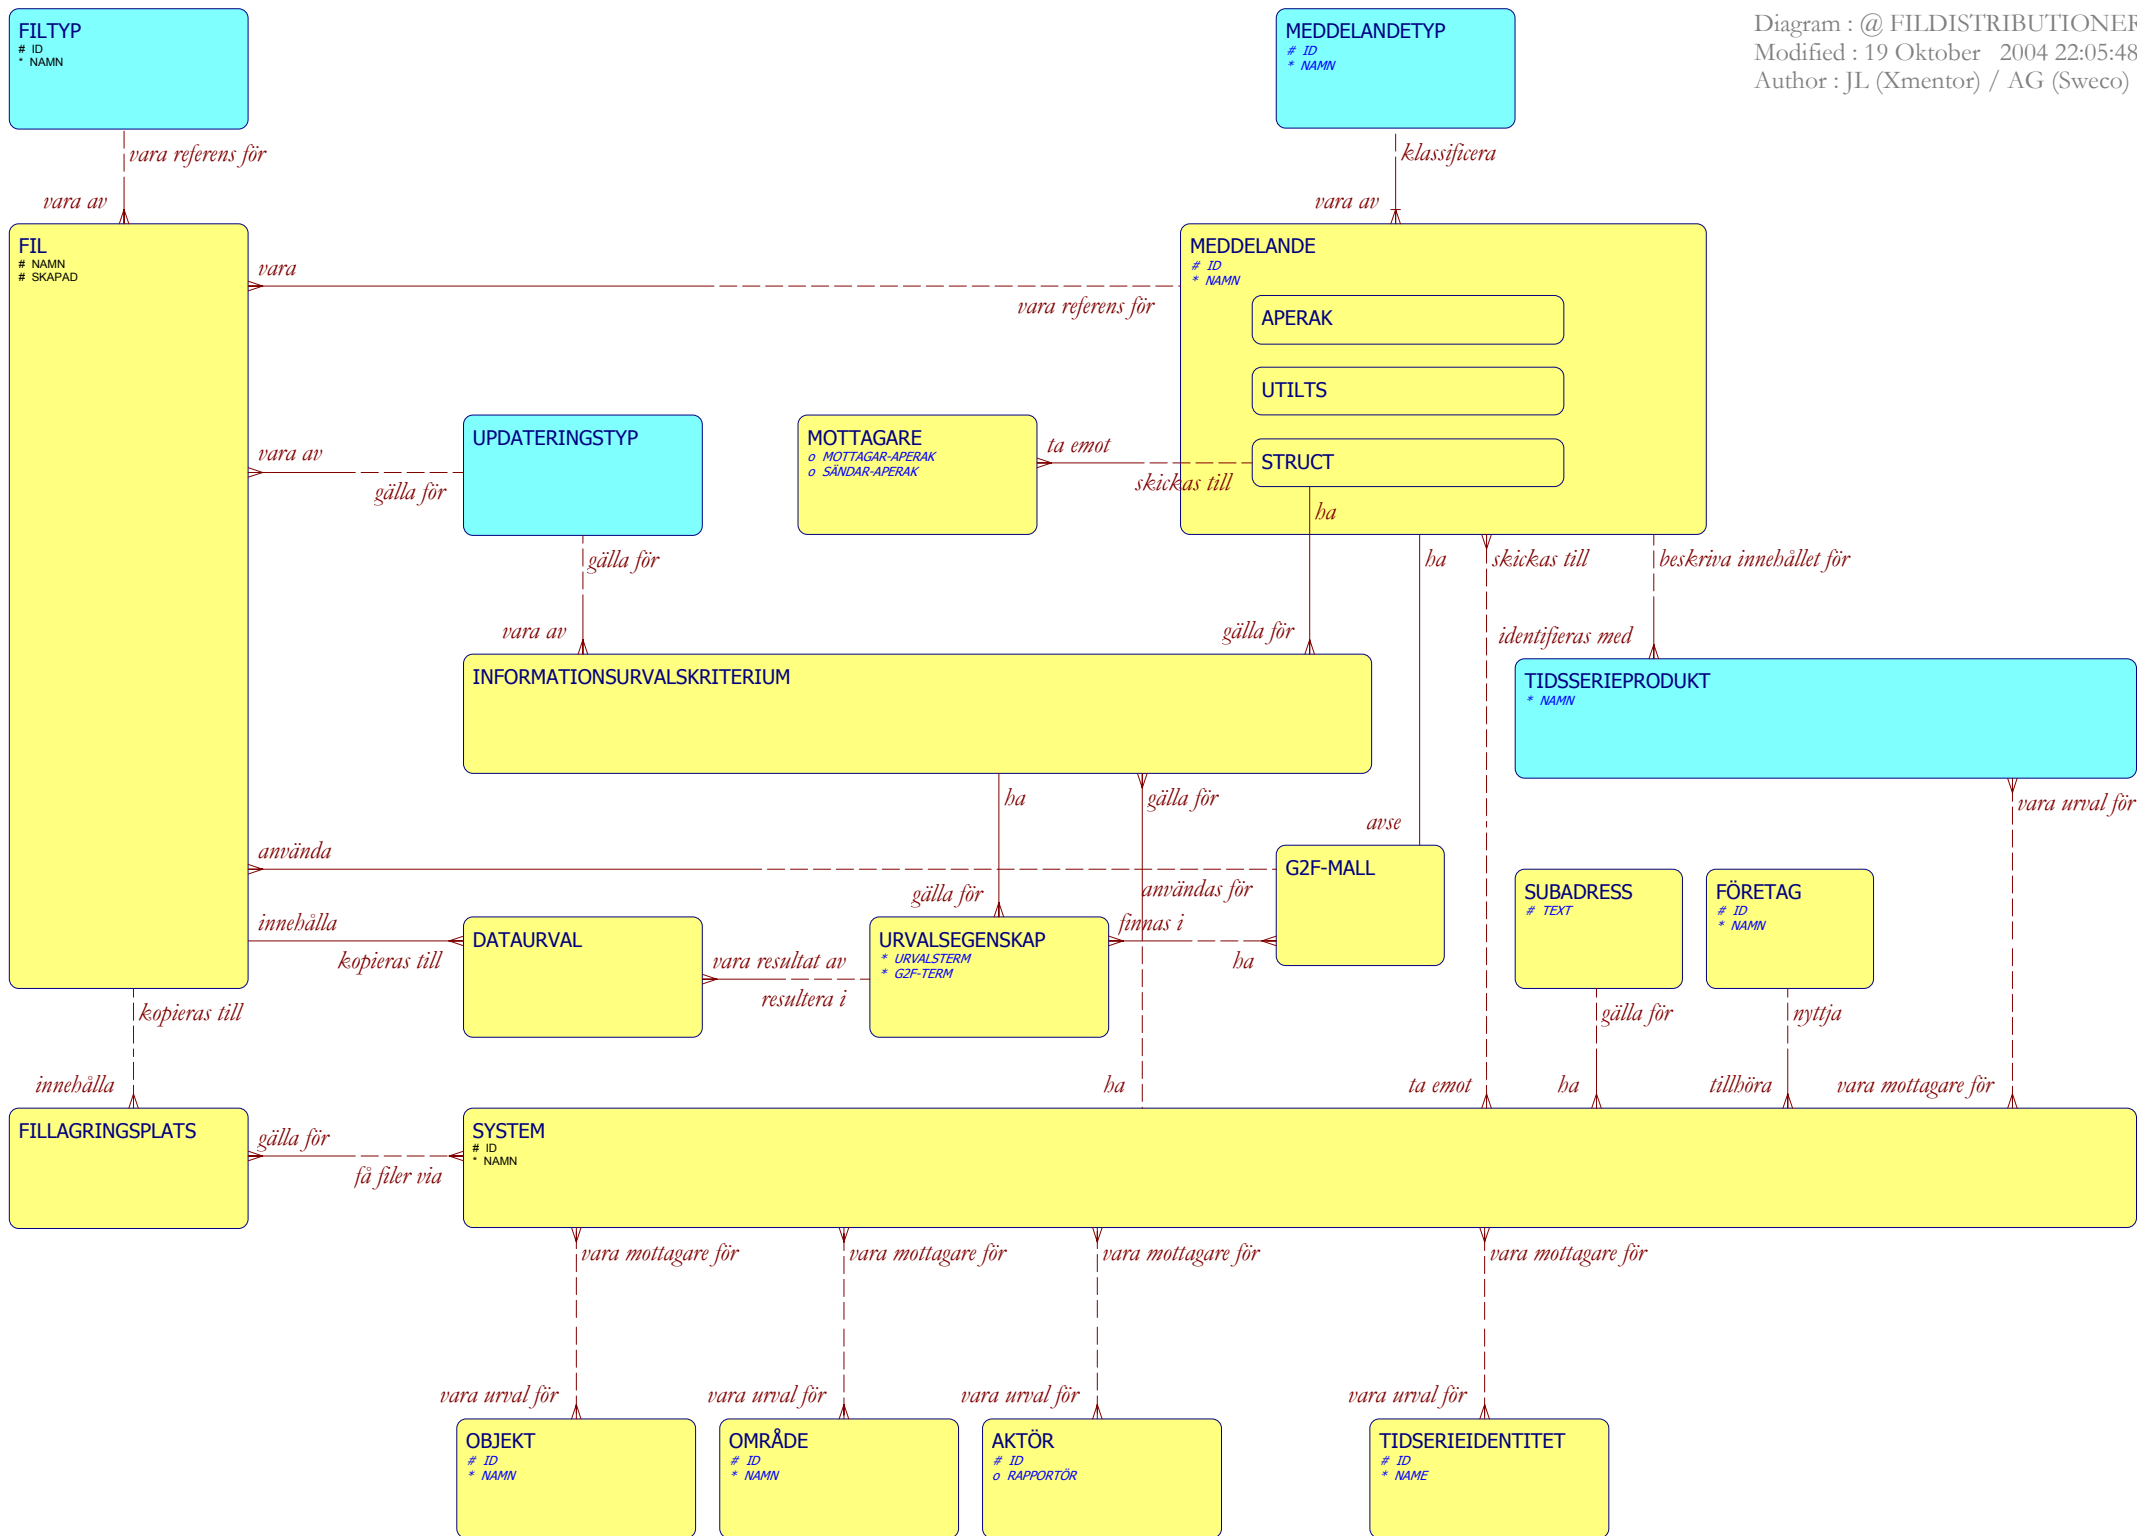 Diagram : @ FILDISTRIBUTIONER
Modified : 19 Oktober 2004 22:05:48
Author : JL (Xmentor) / AG (Sweco)
FILTYP
# ID
* NAMN
MEDDELANDETYP
# ID
* NAMN
vara referens för
vara av
klassificera
vara av
FIL
# NAMN
# SKAPAD
vara
vara referens för
MEDDELANDE
# ID
* NAMN
APERAK
UTILTS
STRUCT
vara av
gälla för
UPDATERINGSTYP
MOTTAGARE
o MOTTAGAR-APERAK
o SÄNDAR-APERAK
ta emot
skickas till
ha
gälla för
vara av
gälla för
ha
skickas till
beskriva innehållet för
identifieras med
INFORMATIONSURVALSKRITERIUM
TIDSSERIEPRODUKT
* NAMN
ha
gälla för
avse
vara urval för
använda
användas för
gälla för
G2F-MALL
SUBADRESS
# TEXT
FÖRETAG
# ID
* NAMN
innehålla
kopieras till
DATAURVAL
vara resultat av
resultera i
URVALSEGENSKAP
* URVALSTERM
* G2F-TERM
finnas i
ha
kopieras till
innehålla
gälla för
nyttja
ha
ta emot
ha
tillhöra
vara mottagare för
FILLAGRINGSPLATS
gälla för
få filer via
SYSTEM
# ID
* NAMN
vara mottagare för
vara mottagare för
vara mottagare för
vara mottagare för
vara urval för
vara urval för
vara urval för
vara urval för
OBJEKT
# ID
* NAMN
OMRÅDE
# ID
* NAMN
AKTÖR
# ID
o RAPPORTÖR
TIDSERIEIDENTITET
# ID
* NAME